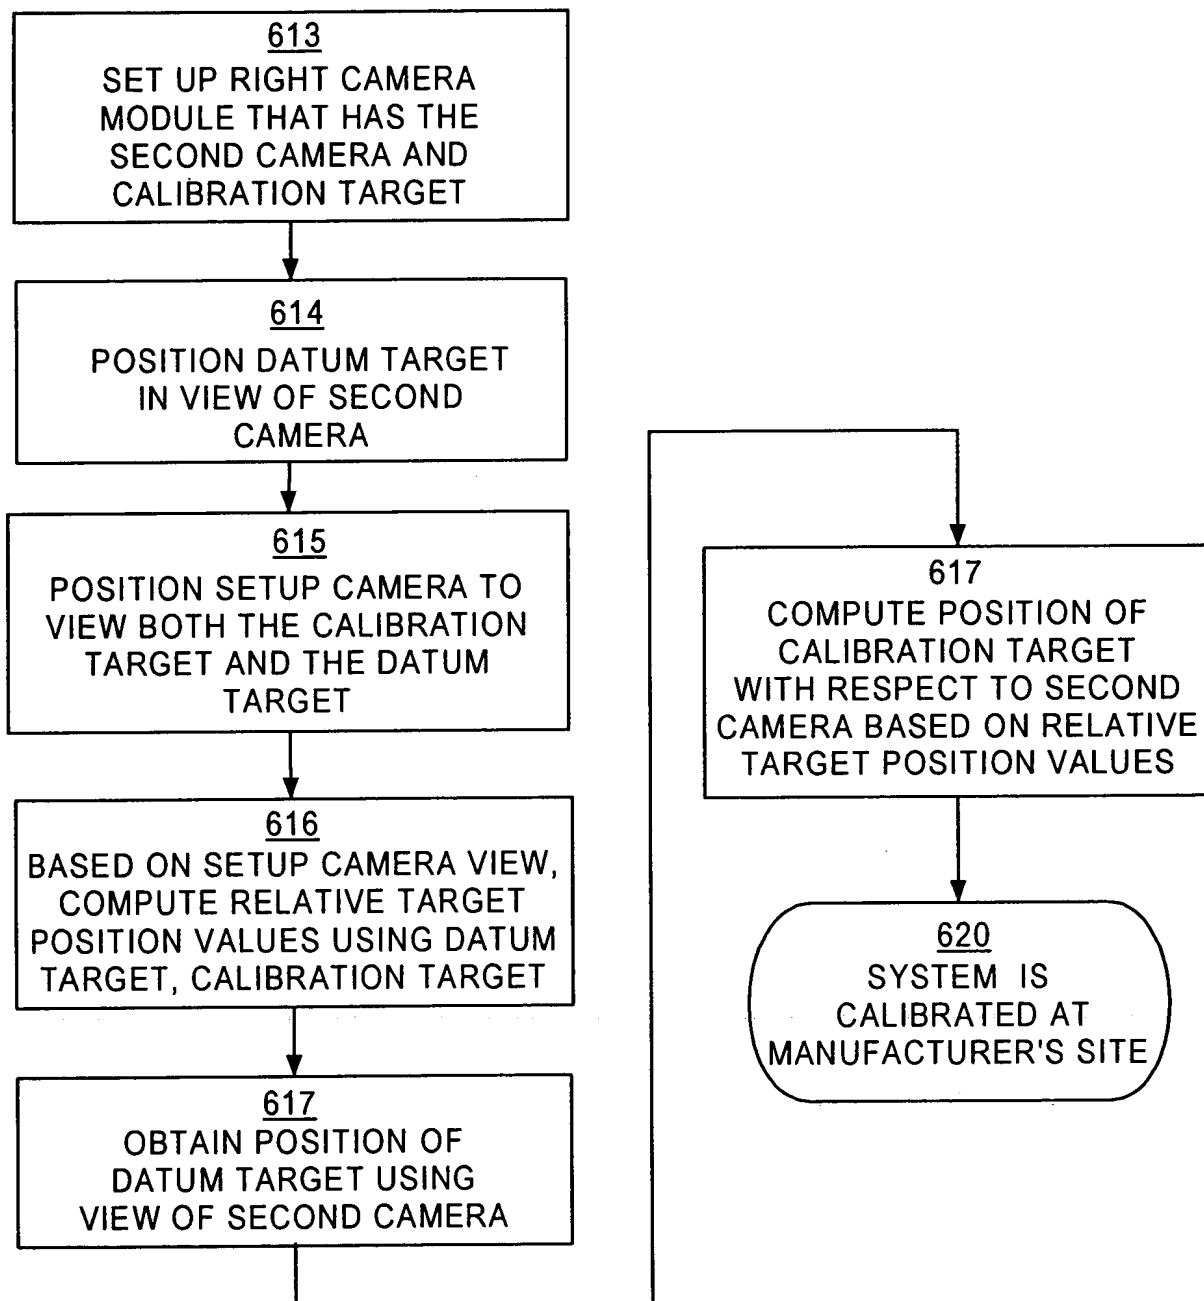 613
SET UP RIGHT CAMERA
MODULE THAT HAS THE
SECOND CAMERA AND
CALIBRATION TARGET
614
POSITION DATUM TARGET
IN VIEW OF SECOND
CAMERA
615
POSITION SETUP CAMERA TO
VIEW BOTH THE CALIBRATION
TARGET AND THE DATUM
TARGET
616
BASED ON SETUP CAMERA VIEW,
COMPUTE RELATIVE TARGET
POSITION VALUES USING DATUM
TARGET, CALIBRATION TARGET
617
OBTAIN POSITION OF
DATUM TARGET USING
VIEW OF SECOND CAMERA
617
COMPUTE POSITION OF
CALIBRATION TARGET
WITH RESPECT TO SECOND
CAMERA BASED ON RELATIVE
TARGET POSITION VALUES
620
SYSTEM IS
CALIBRATED AT
MANUFACTURER'S SITE